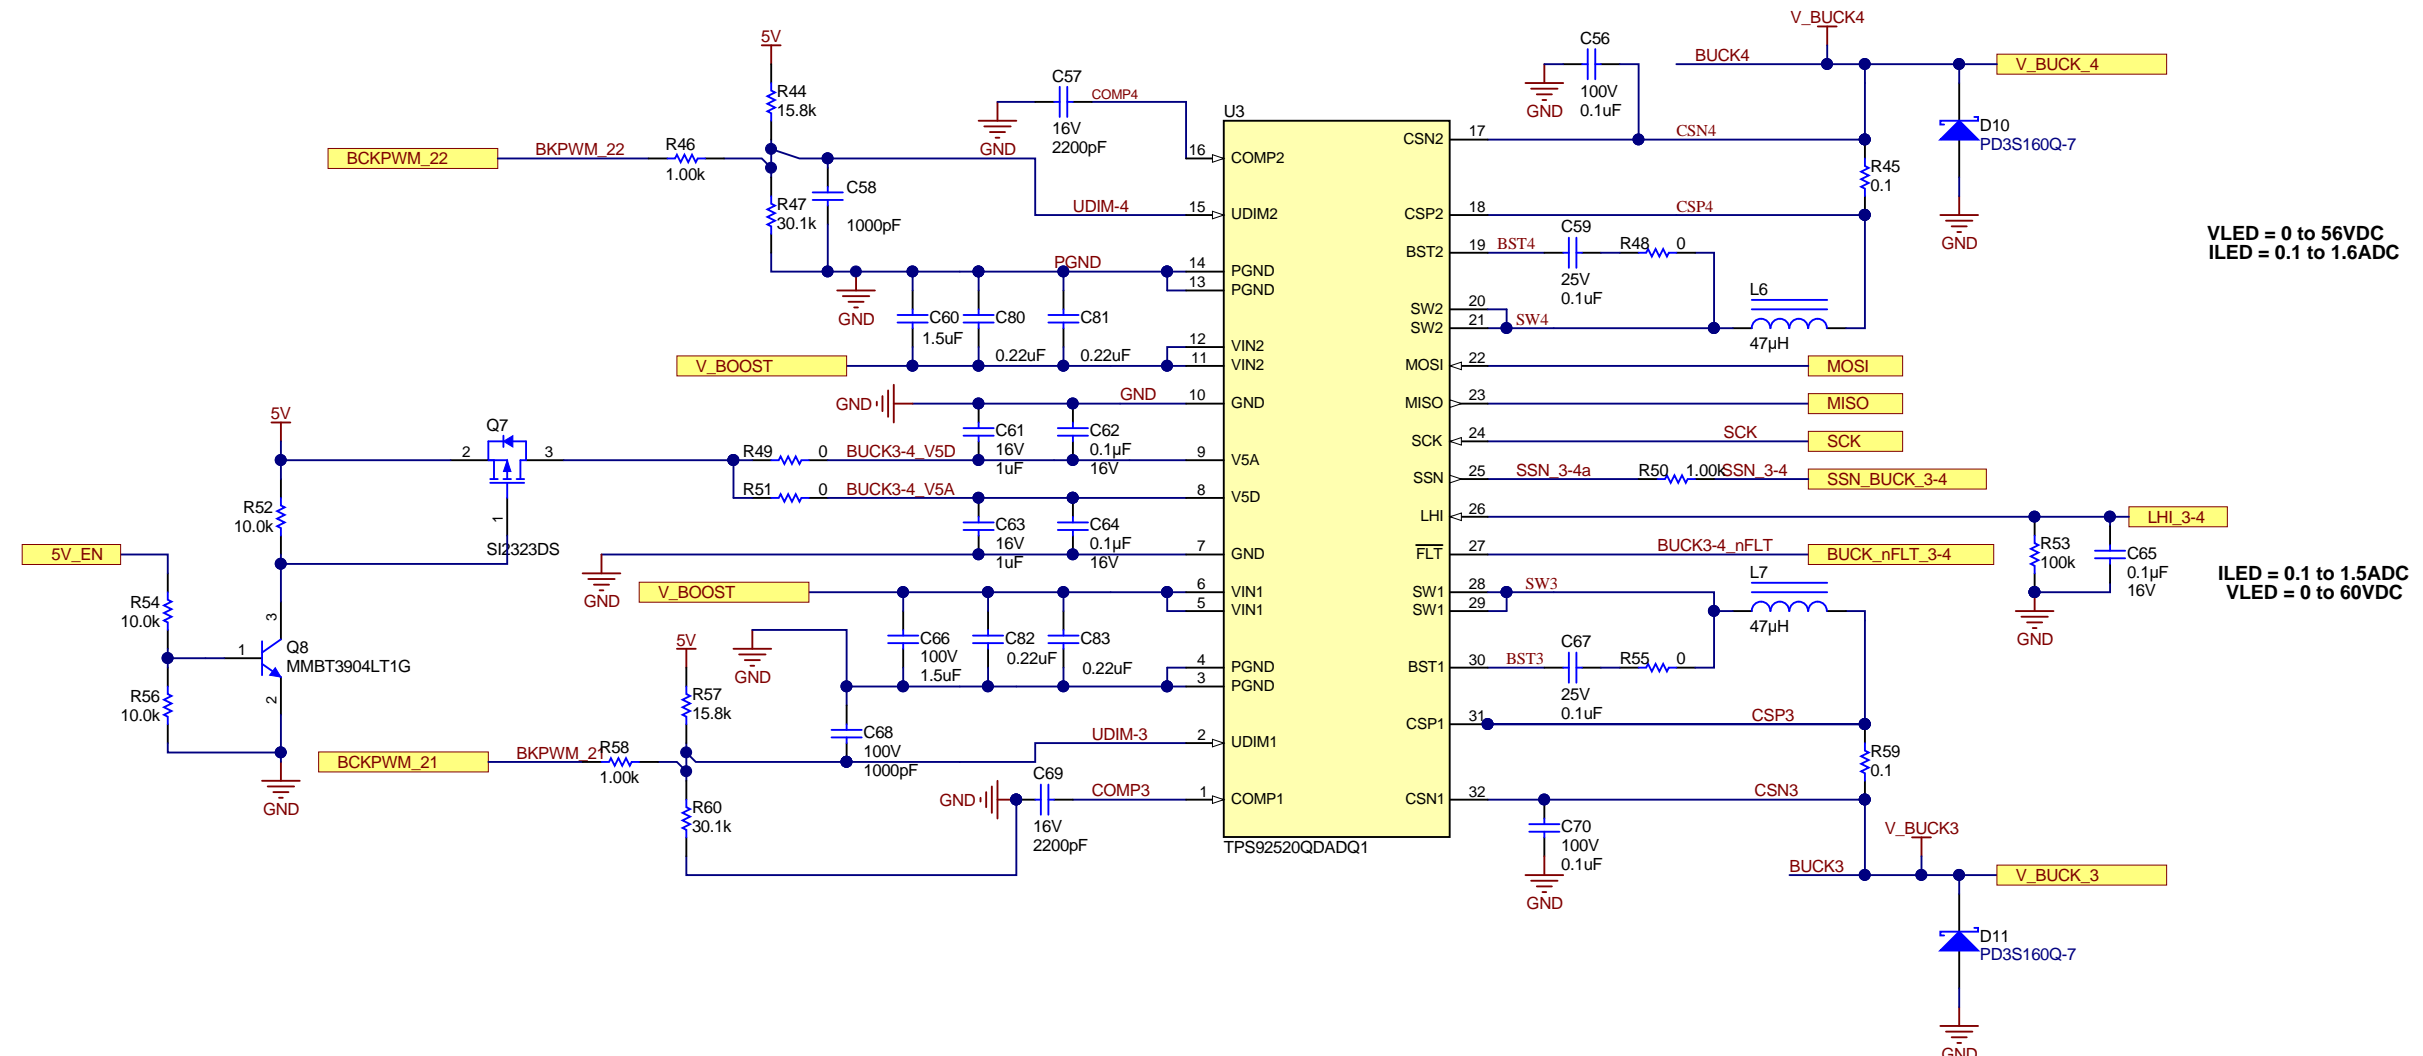 V_BUCK4
BUCK4
V_BUCK_4
C56
100V
0.1uF
GND
5V
R44
15.8k
C57
COMP4
16V
2200pF
GND
U3
BCKPWM_22
BKPWM_22
R46
1.00k
R47
30.1k
C58
1000pF
UDIM-4
PGND
GND
C60
1.5uF
C80
0.22uF
C81
0.22uF
V_BOOST
GND
GND
C61
16V
1uF
C62
0.1µF
16V
5V
Q7
2
3
1
SI2323DS
R49
0
BUCK3-4_V5D
R51
0
BUCK3-4_V5A
C63
16V
1uF
C64
0.1µF
16V
GND
R52
10.0k
5V_EN
R54
10.0k
R56
10.0k
Q8
MMBT3904LT1G
1
3
2
GND
V_BOOST
C66
100V
1.5uF
C82
0.22uF
C83
0.22uF
GND
5V
R57
15.8k
C68
100V
1000pF
BCKPWM_21
BKPWM_21
R58
1.00k
R60
30.1k
UDIM-3
GND
C69
COMP3
16V
2200pF
16 COMP2
15 UDIM2
14 PGND
13 PGND
12 VIN2
11 VIN2
10 GND
9 V5A
8 V5D
7 GND
6 VIN1
5 VIN1
4 PGND
3 PGND
2 UDIM1
1 COMP1
TPS92520QDADQ1
CSN2 17
CSP2 18
BST2 19
SW2 20
SW2 21
MOSI 22
MISO 23
SCK 24
SSN 25
LHI 26
FLT 27
SW1 28
SW1 29
BST1 30
CSP1 31
CSN1 32
CSN4
R45
0.1
CSP4
D10
PD3S160Q-7
GND
BST4
C59
25V
0.1uF
R48
0
SW4
L6
47µH
VLED = 0 to 56VDC
ILED = 0.1 to 1.6ADC
MOSI
MISO
SCK
SCK
SSN_3-4a
R50
1.00k
SSN_3-4
SSN_BUCK_3-4
LHI_3-4
R53
100k
C65
0.1µF
16V
GND
BUCK3-4_nFLT
BUCK_nFLT_3-4
ILED = 0.1 to 1.5ADC
VLED = 0 to 60VDC
SW3
L7
47µH
BST3
C67
25V
0.1uF
R55
0
CSP3
R59
0.1
CSN3
C70
100V
0.1uF
GND
V_BUCK3
BUCK3
V_BUCK_3
D11
PD3S160Q-7
GND